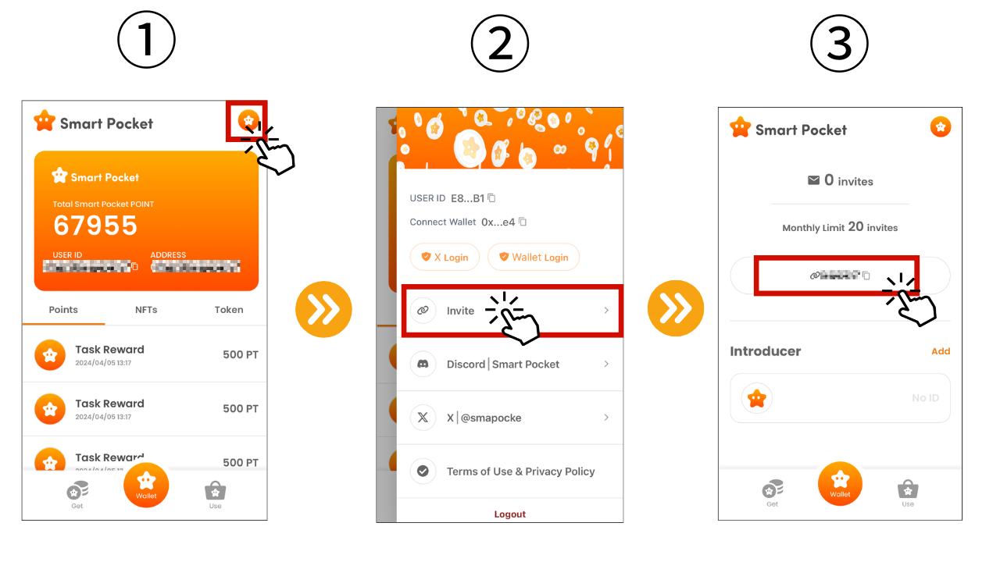 ①
Smart Pocket
Smart Pocket
Total Smart Pocket POINT
67955
USER ID ADDRESS
Points NFTs Token
Task Reward 500 PT
2024/04/05 13:17
Task Reward 500 PT
2024/04/05 13:17
Task Reward 500 PT
Get Wallet Use
②
USER ID E8...B1
Connect Wallet 0x...e4
X Login Wallet Login
Invite
Discord | Smart Pocket
X | @smapocke
Terms of Use & Privacy Policy
Logout
③
Smart Pocket
0 invites
Monthly Limit 20 invites
Introducer Add
No ID
Get Wallet Use